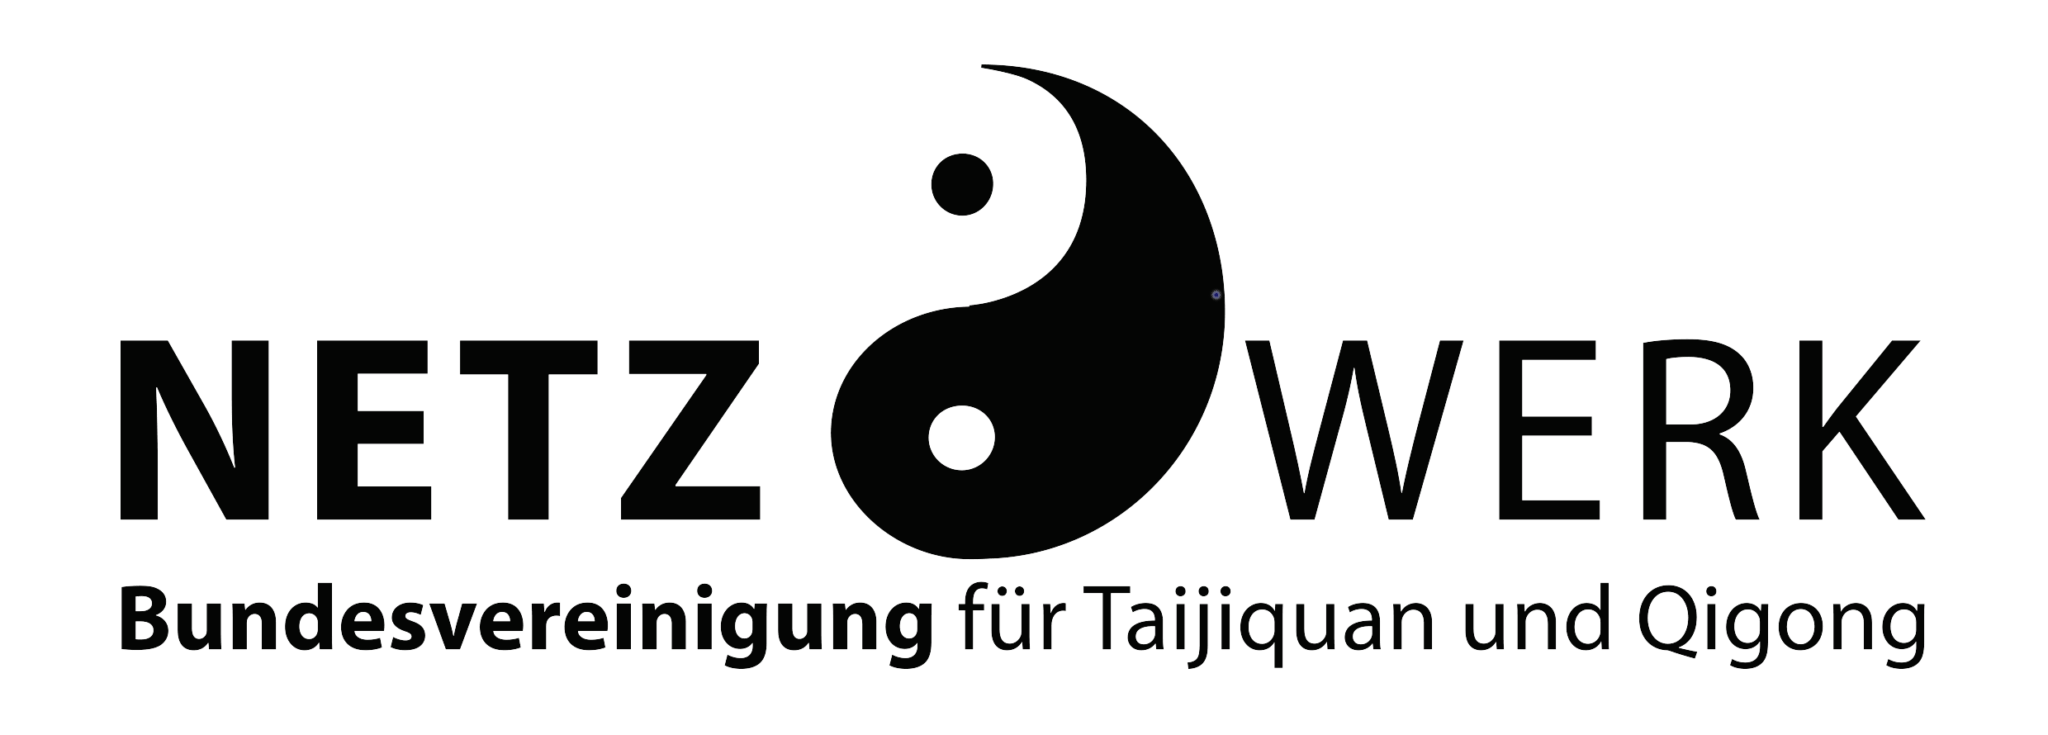 NETZ WERK
Bundesvereinigung für Taijiquan und Qigong